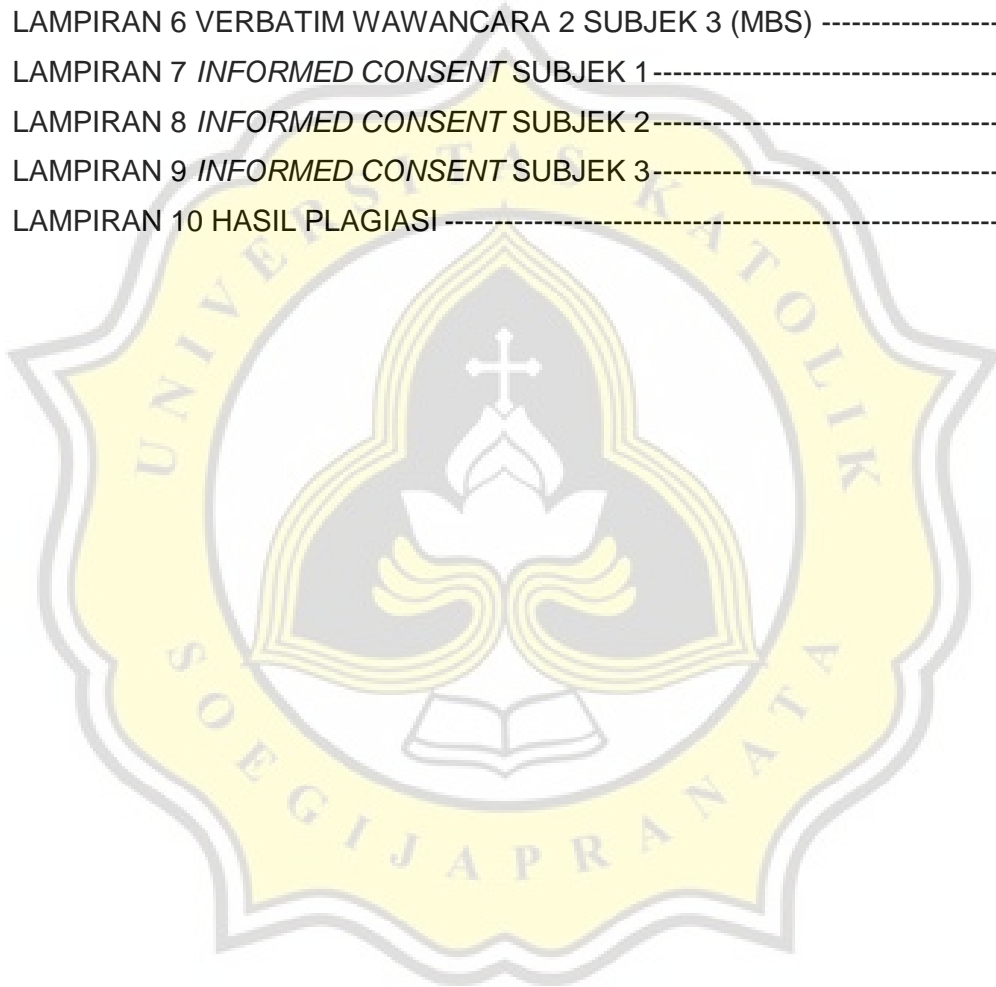 LAMPIRAN 6 VERBATIM WAWANCARA 2 SUBJEK 3 (MBS) -------------------
LAMPIRAN 7 INFORMED CONSENT SUBJEK 1 -----------------------------------
LAMPIRAN 8 INFORMED CONSENT SUBJEK 2-----------------------------------
LAMPIRAN 9 INFORMED CONSENT SUBJEK 3-----------------------------------
LAMPIRAN 10 HASIL PLAGIASI --------------------------------------------------------
UNIVERSITAS KATOLIK
SOEGIJAPRANATA